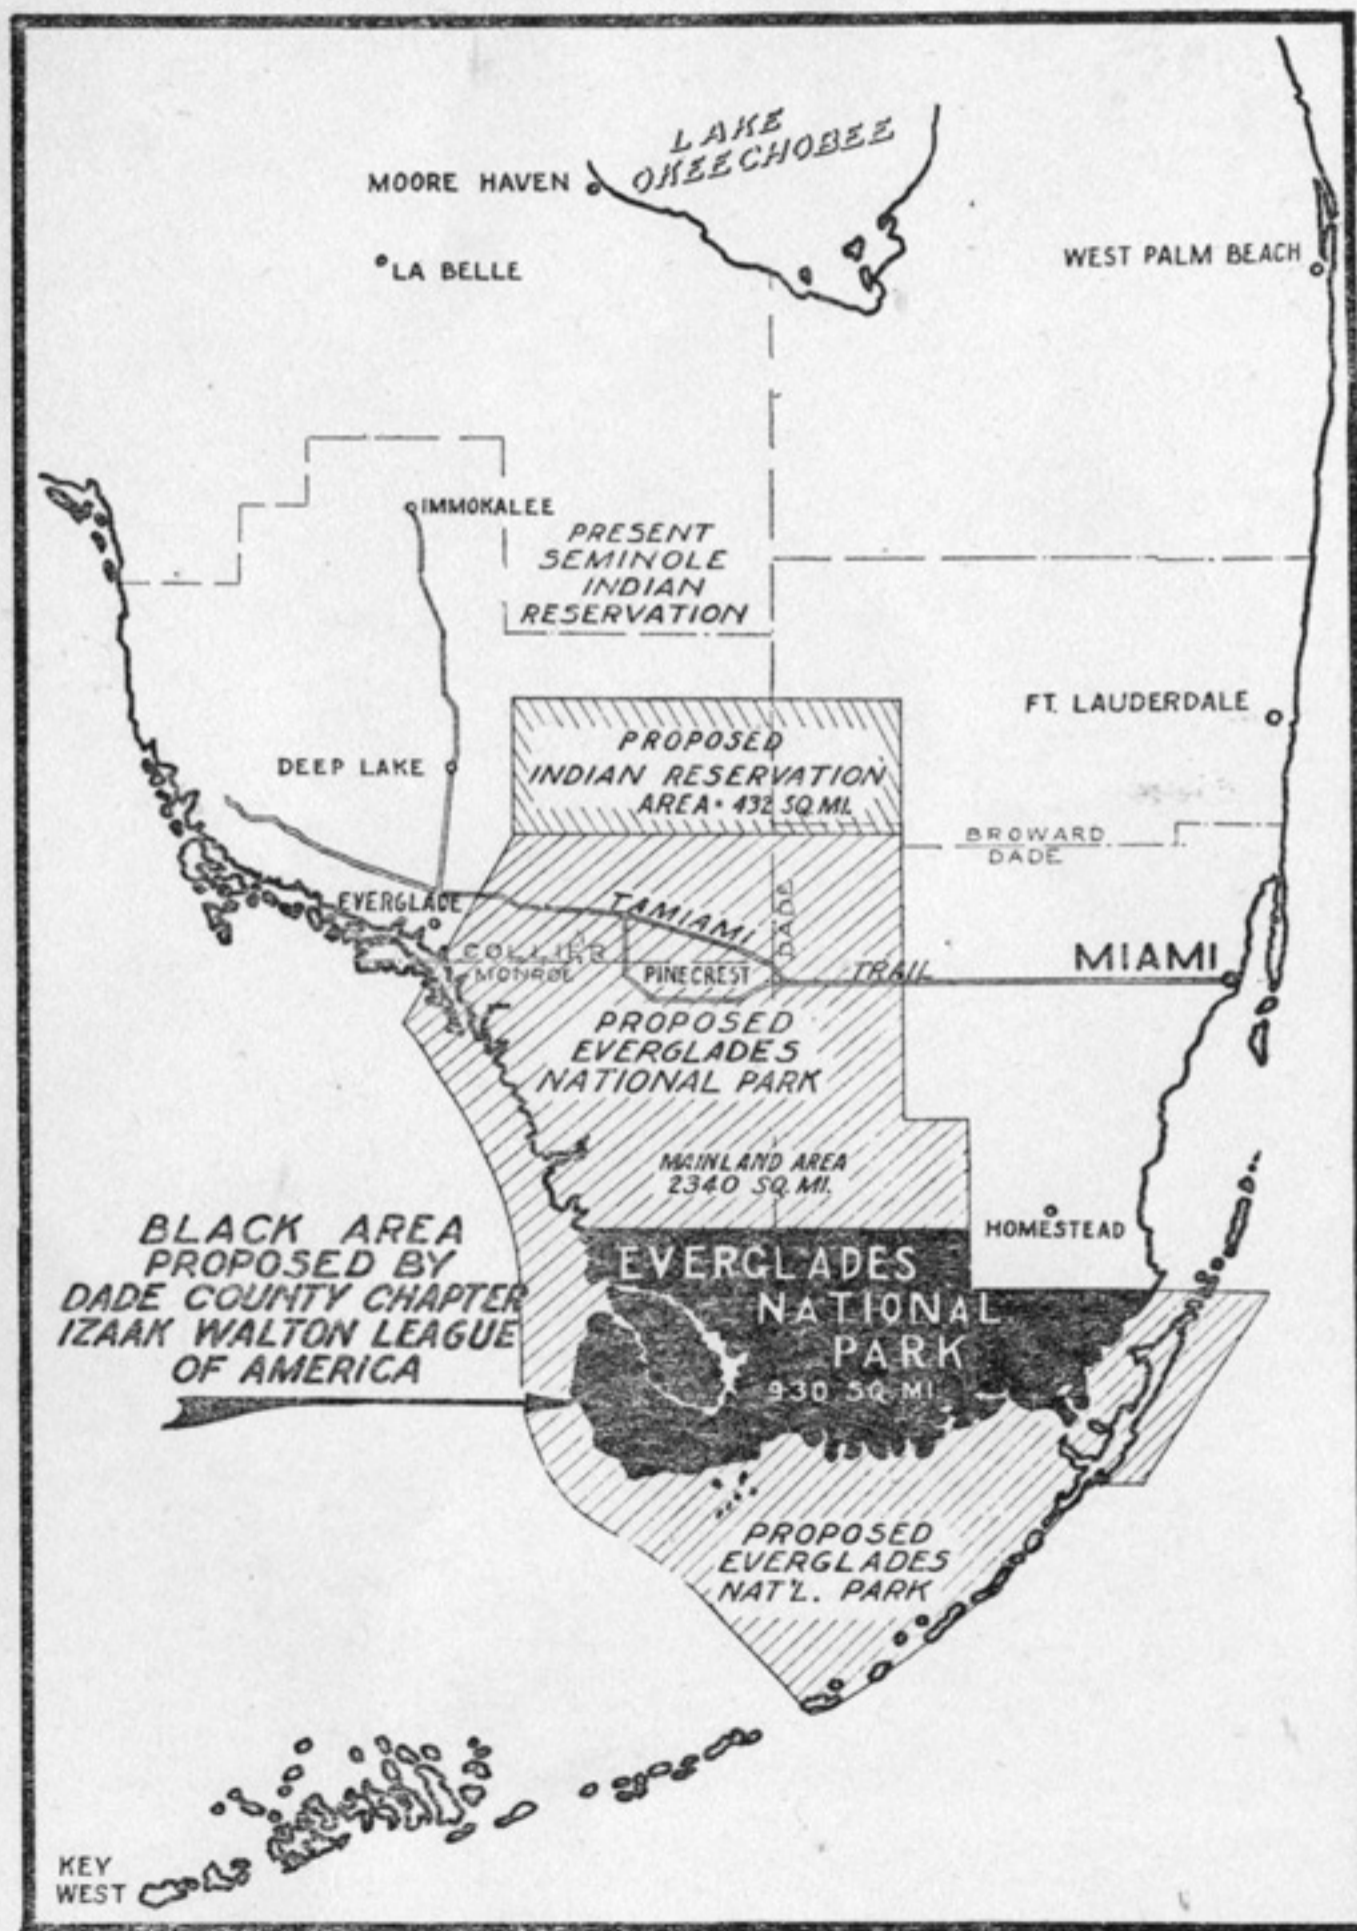 LAKE
OKEECHOBEE
MOORE HAVEN
LA BELLE
WEST PALM BEACH
IMMOKALEE
PRESENT
SEMINOLE
INDIAN
RESERVATION
FT. LAUDERDALE
PROPOSED
INDIAN RESERVATION
AREA · 432 SQ. MI.
DEEP LAKE
BROWARD
DADE
EVERGLADE
TAMIAMI
DADE
COLLIER
MONROE
PINECREST
TRAIL
MIAMI
PROPOSED
EVERGLADES
NATIONAL PARK
MAINLAND AREA
2340 SQ. MI.
HOMESTEAD
BLACK AREA
PROPOSED BY
DADE COUNTY CHAPTER
IZAAK WALTON LEAGUE
OF AMERICA
EVERGLADES
NATIONAL
PARK
930 SQ. MI.
PROPOSED
EVERGLADES
NAT'L. PARK
KEY
WEST